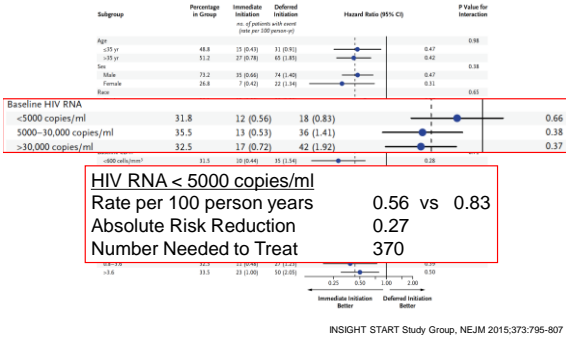 Subgroup Percentage in Group Immediate Initiation Deferred Initiation Hazard Ratio (95% CI) P Value for Interaction
no. of patients with event (rate per 100 person-yr)
Age 0.98
≤35 yr 48.8 15 (0.43) 31 (0.91) 0.47
>35 yr 51.2 27 (0.78) 65 (1.85) 0.42
Sex 0.38
Male 73.2 35 (0.66) 74 (1.40) 0.47
Female 26.8 7 (0.42) 22 (1.34) 0.31
Race 0.65
Baseline HIV RNA
<5000 copies/ml 31.8 12 (0.56) 18 (0.83) 0.66
5000–30,000 copies/ml 35.5 13 (0.53) 36 (1.41) 0.38
>30,000 copies/ml 32.5 17 (0.72) 42 (1.92) 0.37
<600 cells/mm³ 31.5 10 (0.44) 35 (1.54) 0.28
HIV RNA < 5000 copies/ml
Rate per 100 person years 0.56 vs 0.83
Absolute Risk Reduction 0.27
Number Needed to Treat 370
>3.6 33.5 23 (1.00) 50 (2.05) 0.50
0.25 0.50 1.00 2.00
Immediate Initiation Better Deferred Initiation Better
INSIGHT START Study Group, NEJM 2015;373:795-807